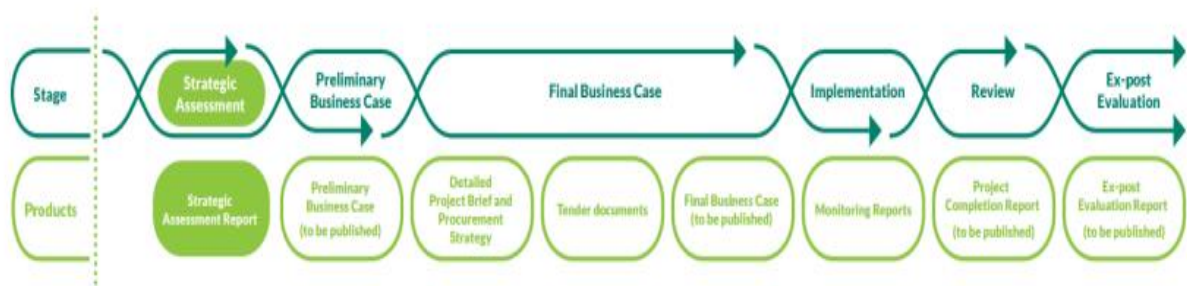 Stage
Strategic
Assessment
Preliminary
Business Case
Final Business Case
Implementation
Review
Ex-post
Evaluation
Products
Strategic
Assessment Report
Preliminary
Business Case
(to be published)
Detailed
Project Brief and
Procurement
Strategy
Tender documents
Final Business Case
(to be published)
Monitoring Reports
Project
Completion Report
(to be published)
Ex-post
Evaluation Report
(to be published)